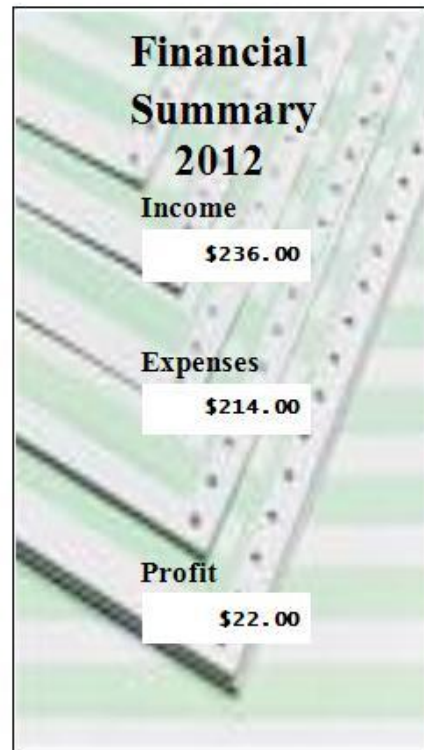 Financial
Summary
2012
Income
$236.00
Expenses
$214.00
Profit
$22.00